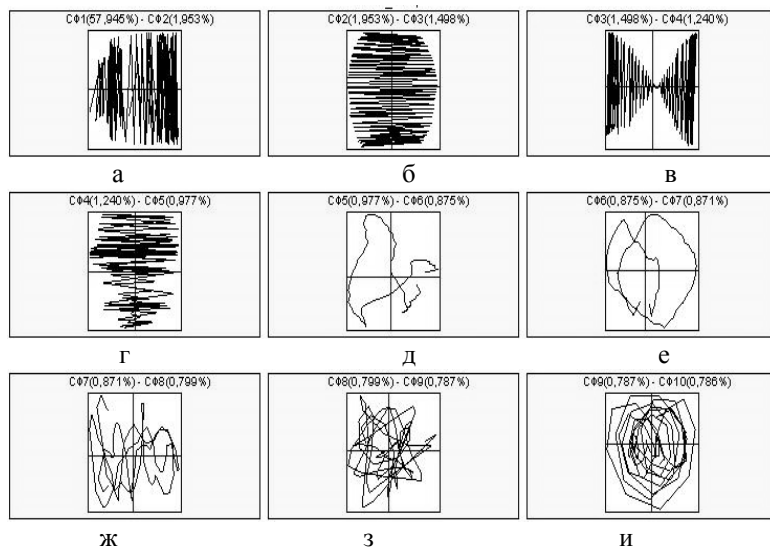 СФ1(57,945%) - СФ2(1,953%)
СФ2(1,953%) - СФ3(1,498%)
СФ3(1,498%) - СФ4(1,240%)
а
б
в
СФ4(1,240%) - СФ5(0,977%)
СФ5(0,977%) - СФ6(0,875%)
СФ6(0,875%) - СФ7(0,871%)
г
д
е
СФ7(0,871%) - СФ8(0,799%)
СФ8(0,799%) - СФ9(0,787%)
СФ9(0,787%) - СФ10(0,786%)
ж
з
и